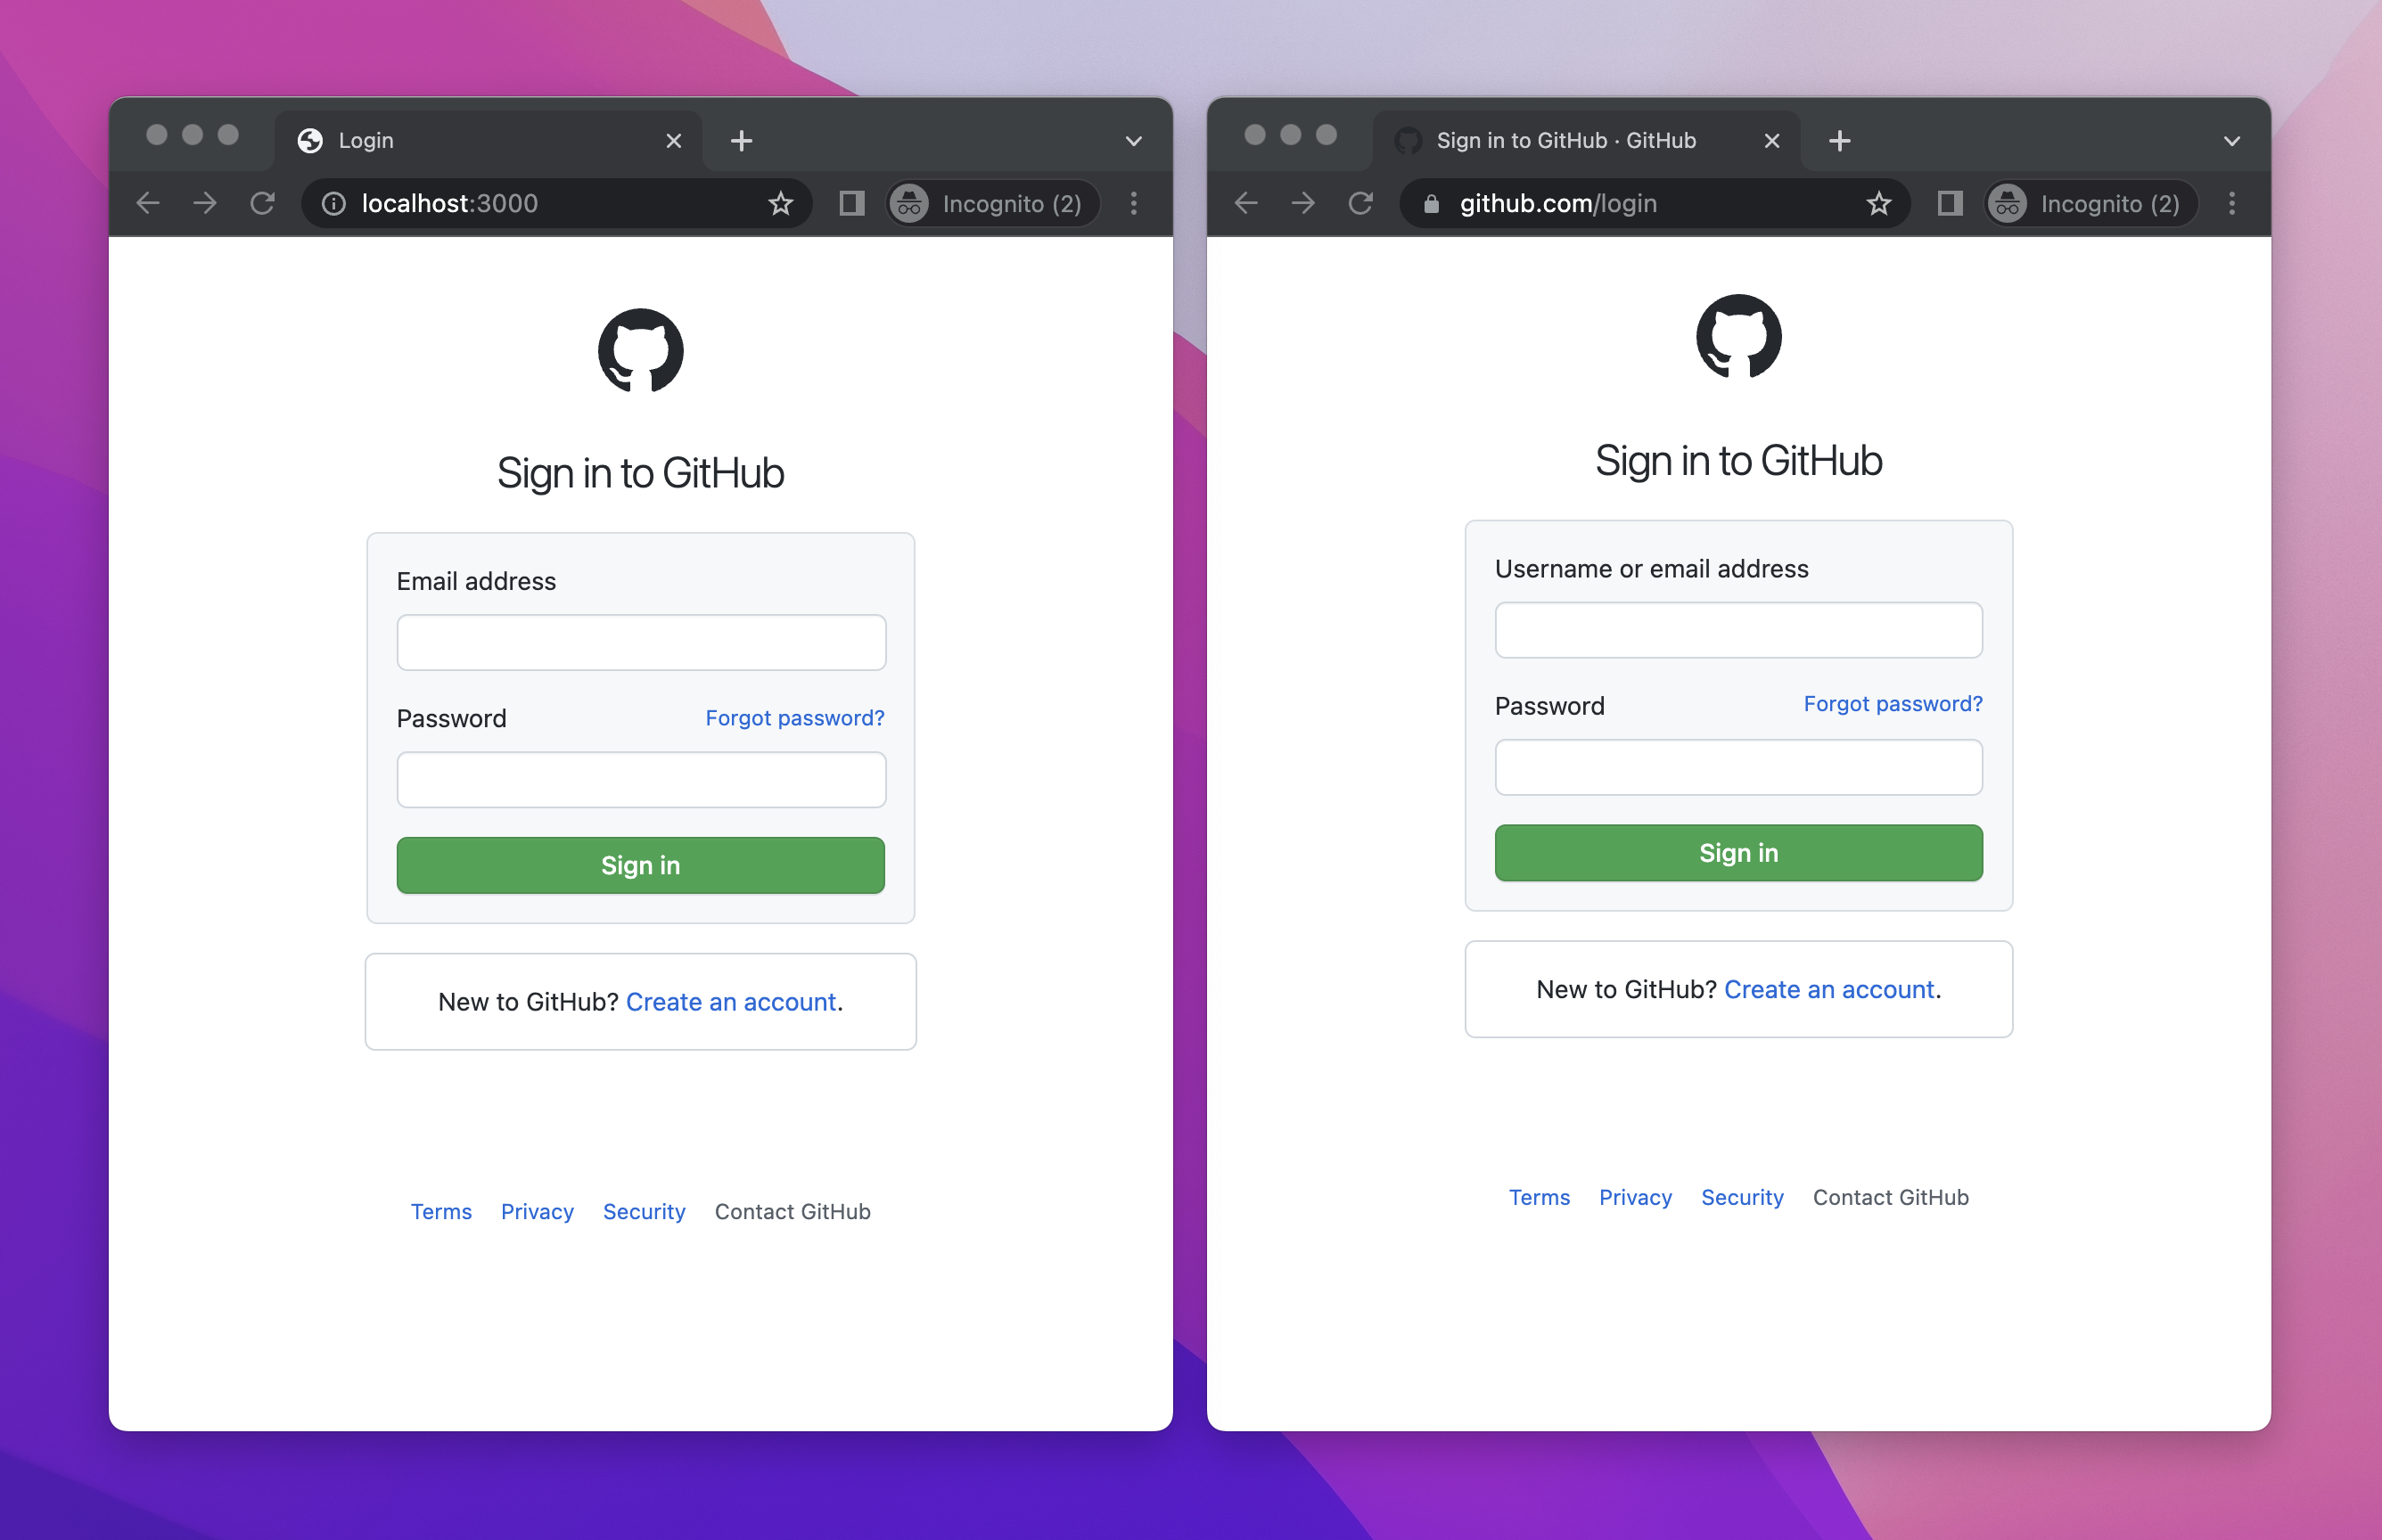 Login
localhost:3000
Incognito (2)
Sign in to GitHub
Email address
Password Forgot password?
Sign in
New to GitHub? Create an account.
Terms Privacy Security Contact GitHub
Sign in to GitHub · GitHub
github.com/login
Incognito (2)
Sign in to GitHub
Username or email address
Password Forgot password?
Sign in
New to GitHub? Create an account.
Terms Privacy Security Contact GitHub